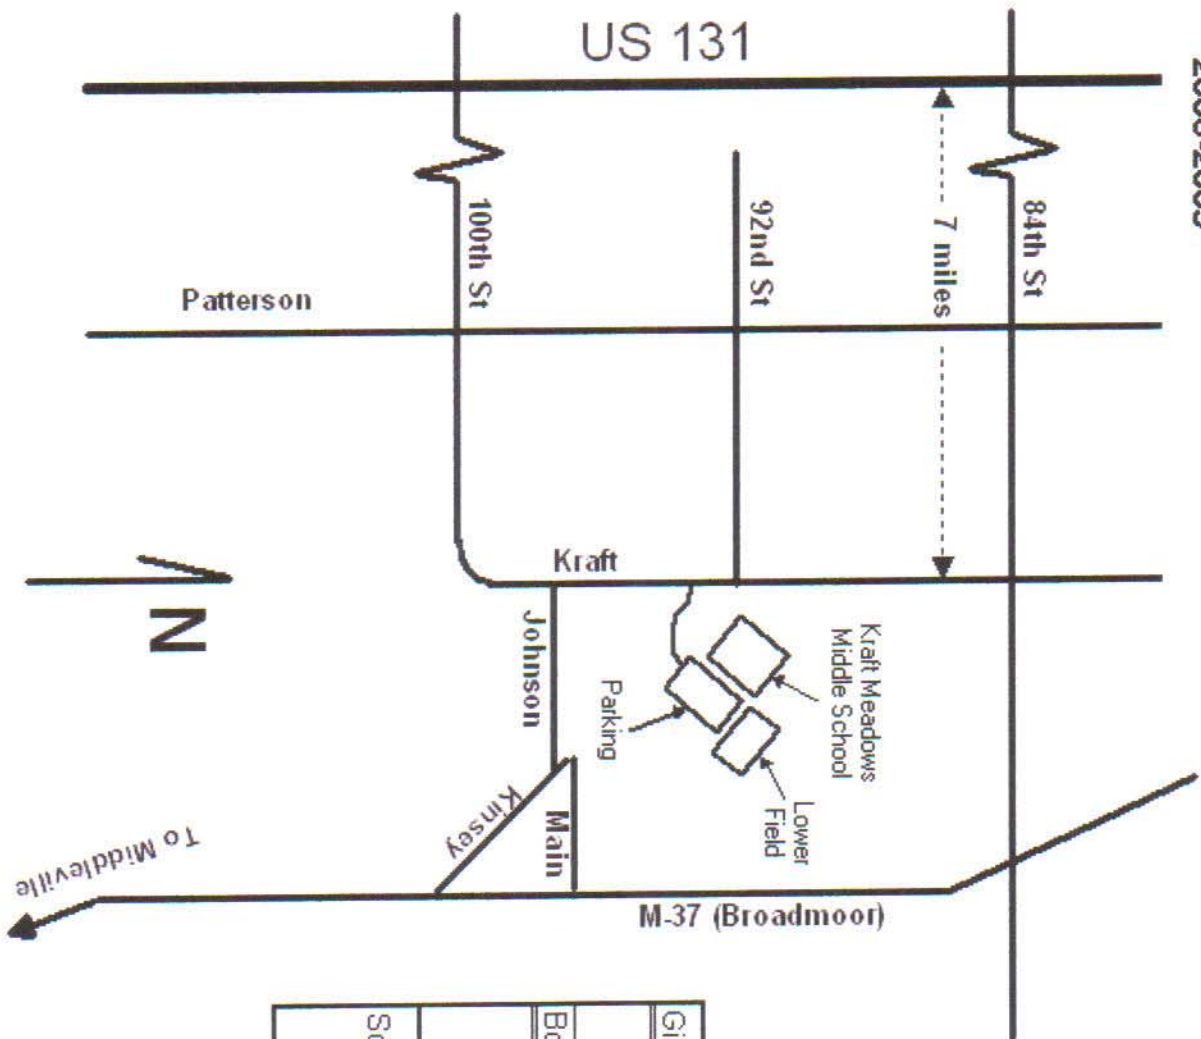 US 131
100th St
92nd St
7 miles
84th St
Patterson
Kraft
N
Johnson
Kraft Meadows
Middle School
Parking
Lower
Field
Kinsey
Main
To Middleville
M-37 (Broadmoor)